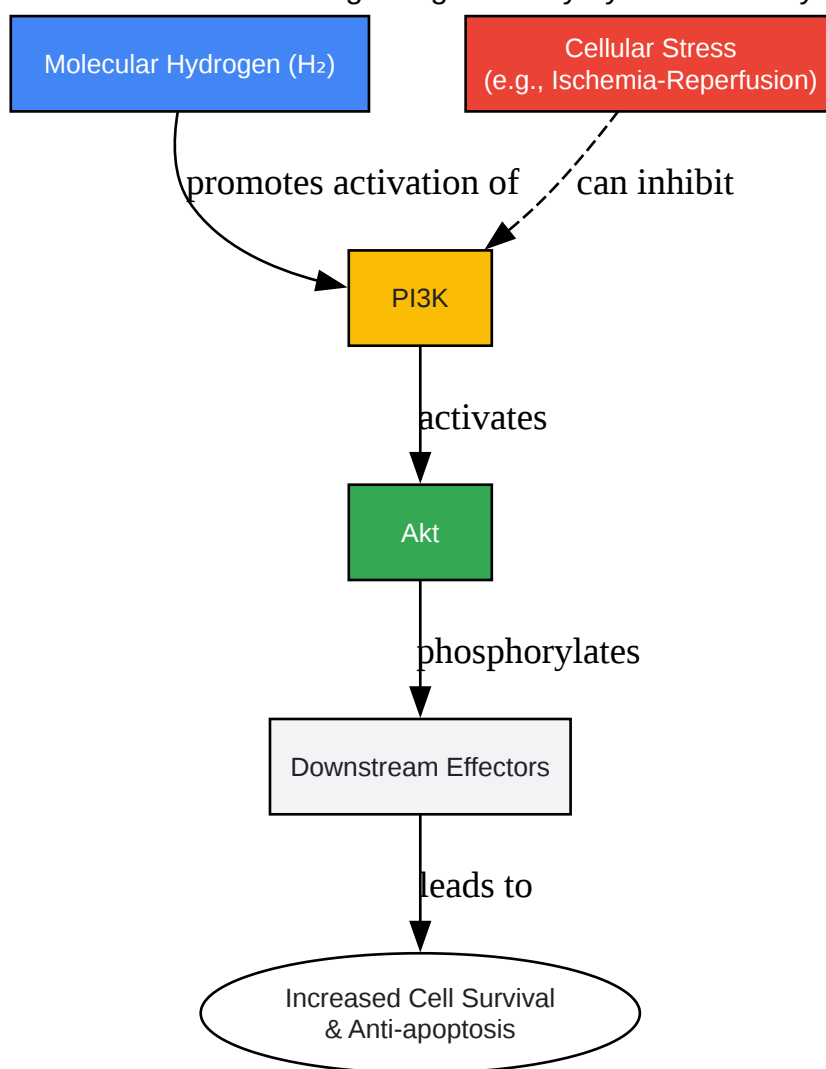 Molecular Hydrogen (H₂)
Cellular Stress
(e.g., Ischemia-Reperfusion)
promotes activation of
can inhibit
PI3K
activates
Akt
phosphorylates
Downstream Effectors
leads to
Increased Cell Survival
& Anti-apoptosis